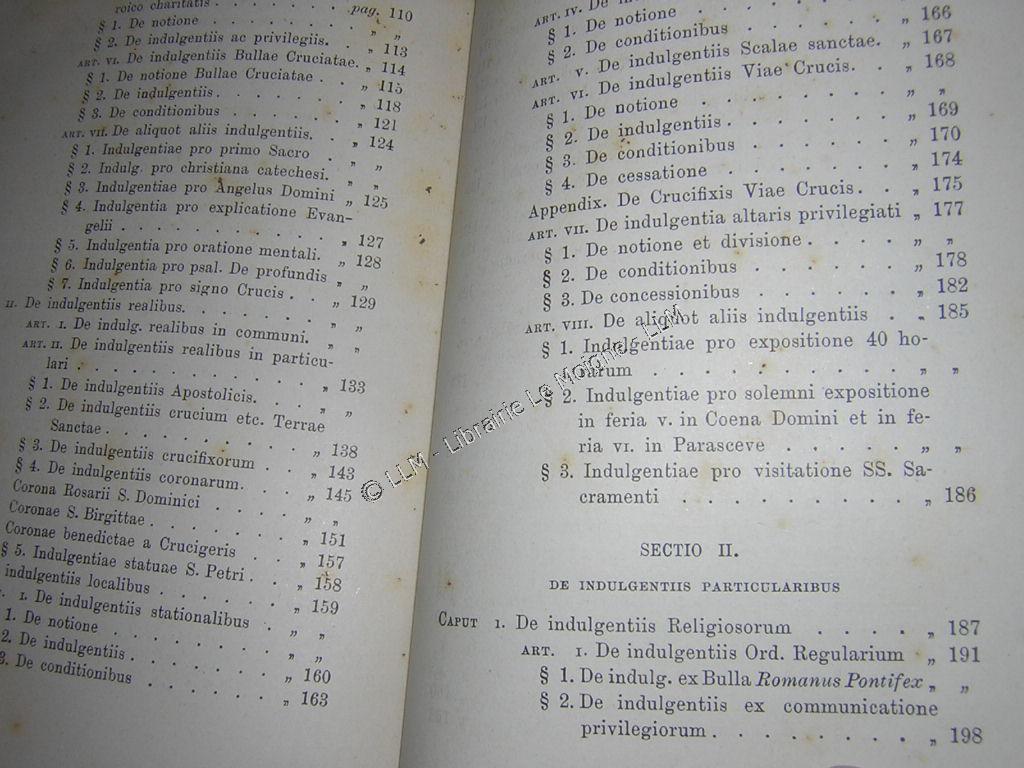 roico charitatis . . . . . . . . pag. 110
§ 1. De notione . . . . . . . „ „
§ 2. De indulgentiis ac privilegiis. . „ 113
ART. VI. De indulgentiis Bullae Cruciatae. „ 114
§ 1. De notione Bullae Cruciatae . . „ 115
§ 2. De indulgentiis . . . . . . . „ 118
§ 3. De conditionibus . . . . . . „ 121
ART. VII. De aliquot aliis indulgentiis. „ 124
§ 1. Indulgentiae pro primo Sacro . „ „
§ 2. Indulg. pro christiana catechesi. „ „
§ 3. Indulgentiae pro Angelus Domini „ 125
§ 4. Indulgentia pro explicatione Evan-
gelii . . . . . . . . . . . „ 127
§ 5. Indulgentia pro oratione mentali. „ 128
§ 6. Indulgentia pro psal. De profundis „ „
§ 7. Indulgentia pro signo Crucis . . „ 129
II. De indulgentiis realibus. . . . . . . „ „
ART. I. De indulg. realibus in communi. „ „
ART. II. De indulgentiis realibus in particu-
lari . . . . . . . . . . . . „ 133
§ 1. De indulgentiis Apostolicis. . . „ „
§ 2. De indulgentiis crucium etc. Terrae
Sanctae . . . . . . . . . . „ 138
§ 3. De indulgentiis crucifixorum . . „ 143
§ 4. De indulgentiis coronarum. . . „ 145
Corona Rosarii S. Dominici . . . . „ „
Coronae S. Birgittae . . . . . . . „ 151
Coronae benedictae a Crucigeris . . „ 157
§ 5. Indulgentiae statuae S. Petri . . „ 158
indulgentiis localibus . . . . . . „ 159
I. De indulgentiis stationalibus . „ „
1. De notione . . . . . . . . „ „
2. De indulgentiis . . . . . . . „ 160
3. De conditionibus . . . . . . „ 163
ART. IV. De
§ 1. De notione . . . . . . „ 166
§ 2. De conditionibus . . . . . „ 167
ART. V. De indulgentiis Scalae sanctae. „ 168
ART. VI. De indulgentiis Viae Crucis. . „ „
§ 1. De notione . . . . . . . „ 169
§ 2. De indulgentiis . . . . . . „ 170
§ 3. De conditionibus . . . . . „ 174
§ 4. De cessatione . . . . . . „ 175
Appendix. De Crucifixis Viae Crucis. . „ 177
ART. VII. De indulgentia altaris privilegiati „ „
§ 1. De notione et divisione . . . . „ 178
§ 2. De conditionibus . . . . . . „ 182
§ 3. De concessionibus . . . . . . „ 185
ART. VIII. De aliquot aliis indulgentiis . „
§ 1. Indulgentiae pro expositione 40 ho-
rarum . . . . . . . . . . „ „
§ 2. Indulgentiae pro solemni expositione
in feria V. in Coena Domini et in fe-
ria VI. in Parasceve . . . . . „ „
§ 3. Indulgentiae pro visitatione SS. Sa-
cramenti . . . . . . . . . „ 186
SECTIO II.
DE INDULGENTIIS PARTICULARIBUS
CAPUT I. De indulgentiis Religiosorum . . . . „ 187
ART. I. De indulgentiis Ord. Regularium „ 191
§ 1. De indulg. ex Bulla Romanus Pontifex „ „
§ 2. De indulgentiis ex communicatione
privilegiorum . . . . . . . . „ 198
© LLM - Librairie Le Moigne - LLM